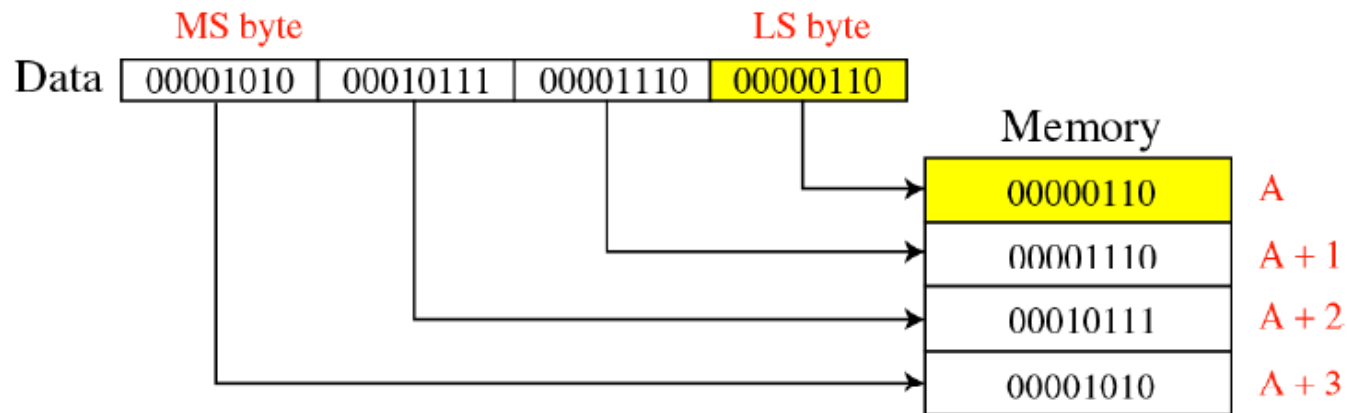 MS byte LS byte
Data 00001010 00010111 00001110 00000110
Memory
00000110 A
00001110 A + 1
00010111 A + 2
00001010 A + 3